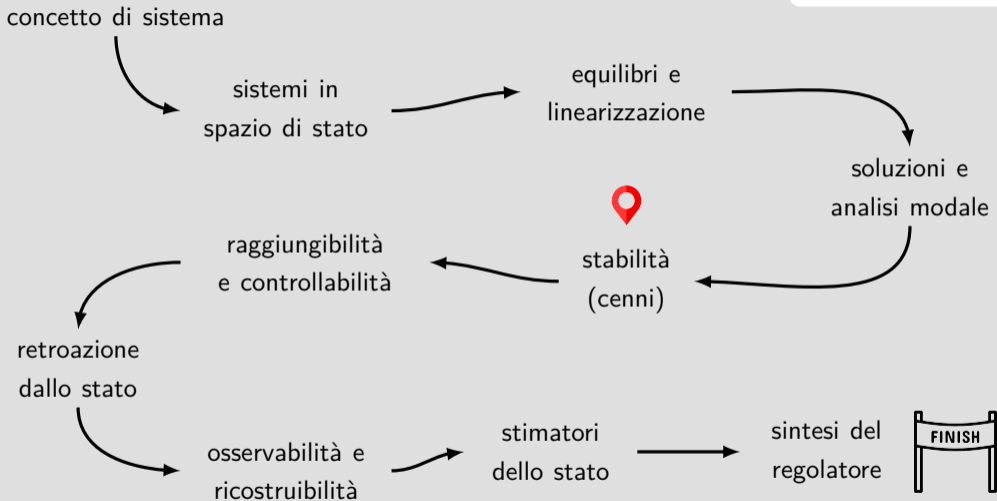 concetto di sistema
sistemi in
spazio di stato
equilibri e
linearizzazione
soluzioni e
analisi modale
stabilità
(cenni)
raggiungibilità
e controllabilità
retroazione
dallo stato
osservabilità e
ricostruibilità
stimatori
dello stato
sintesi del
regolatore
FINISH